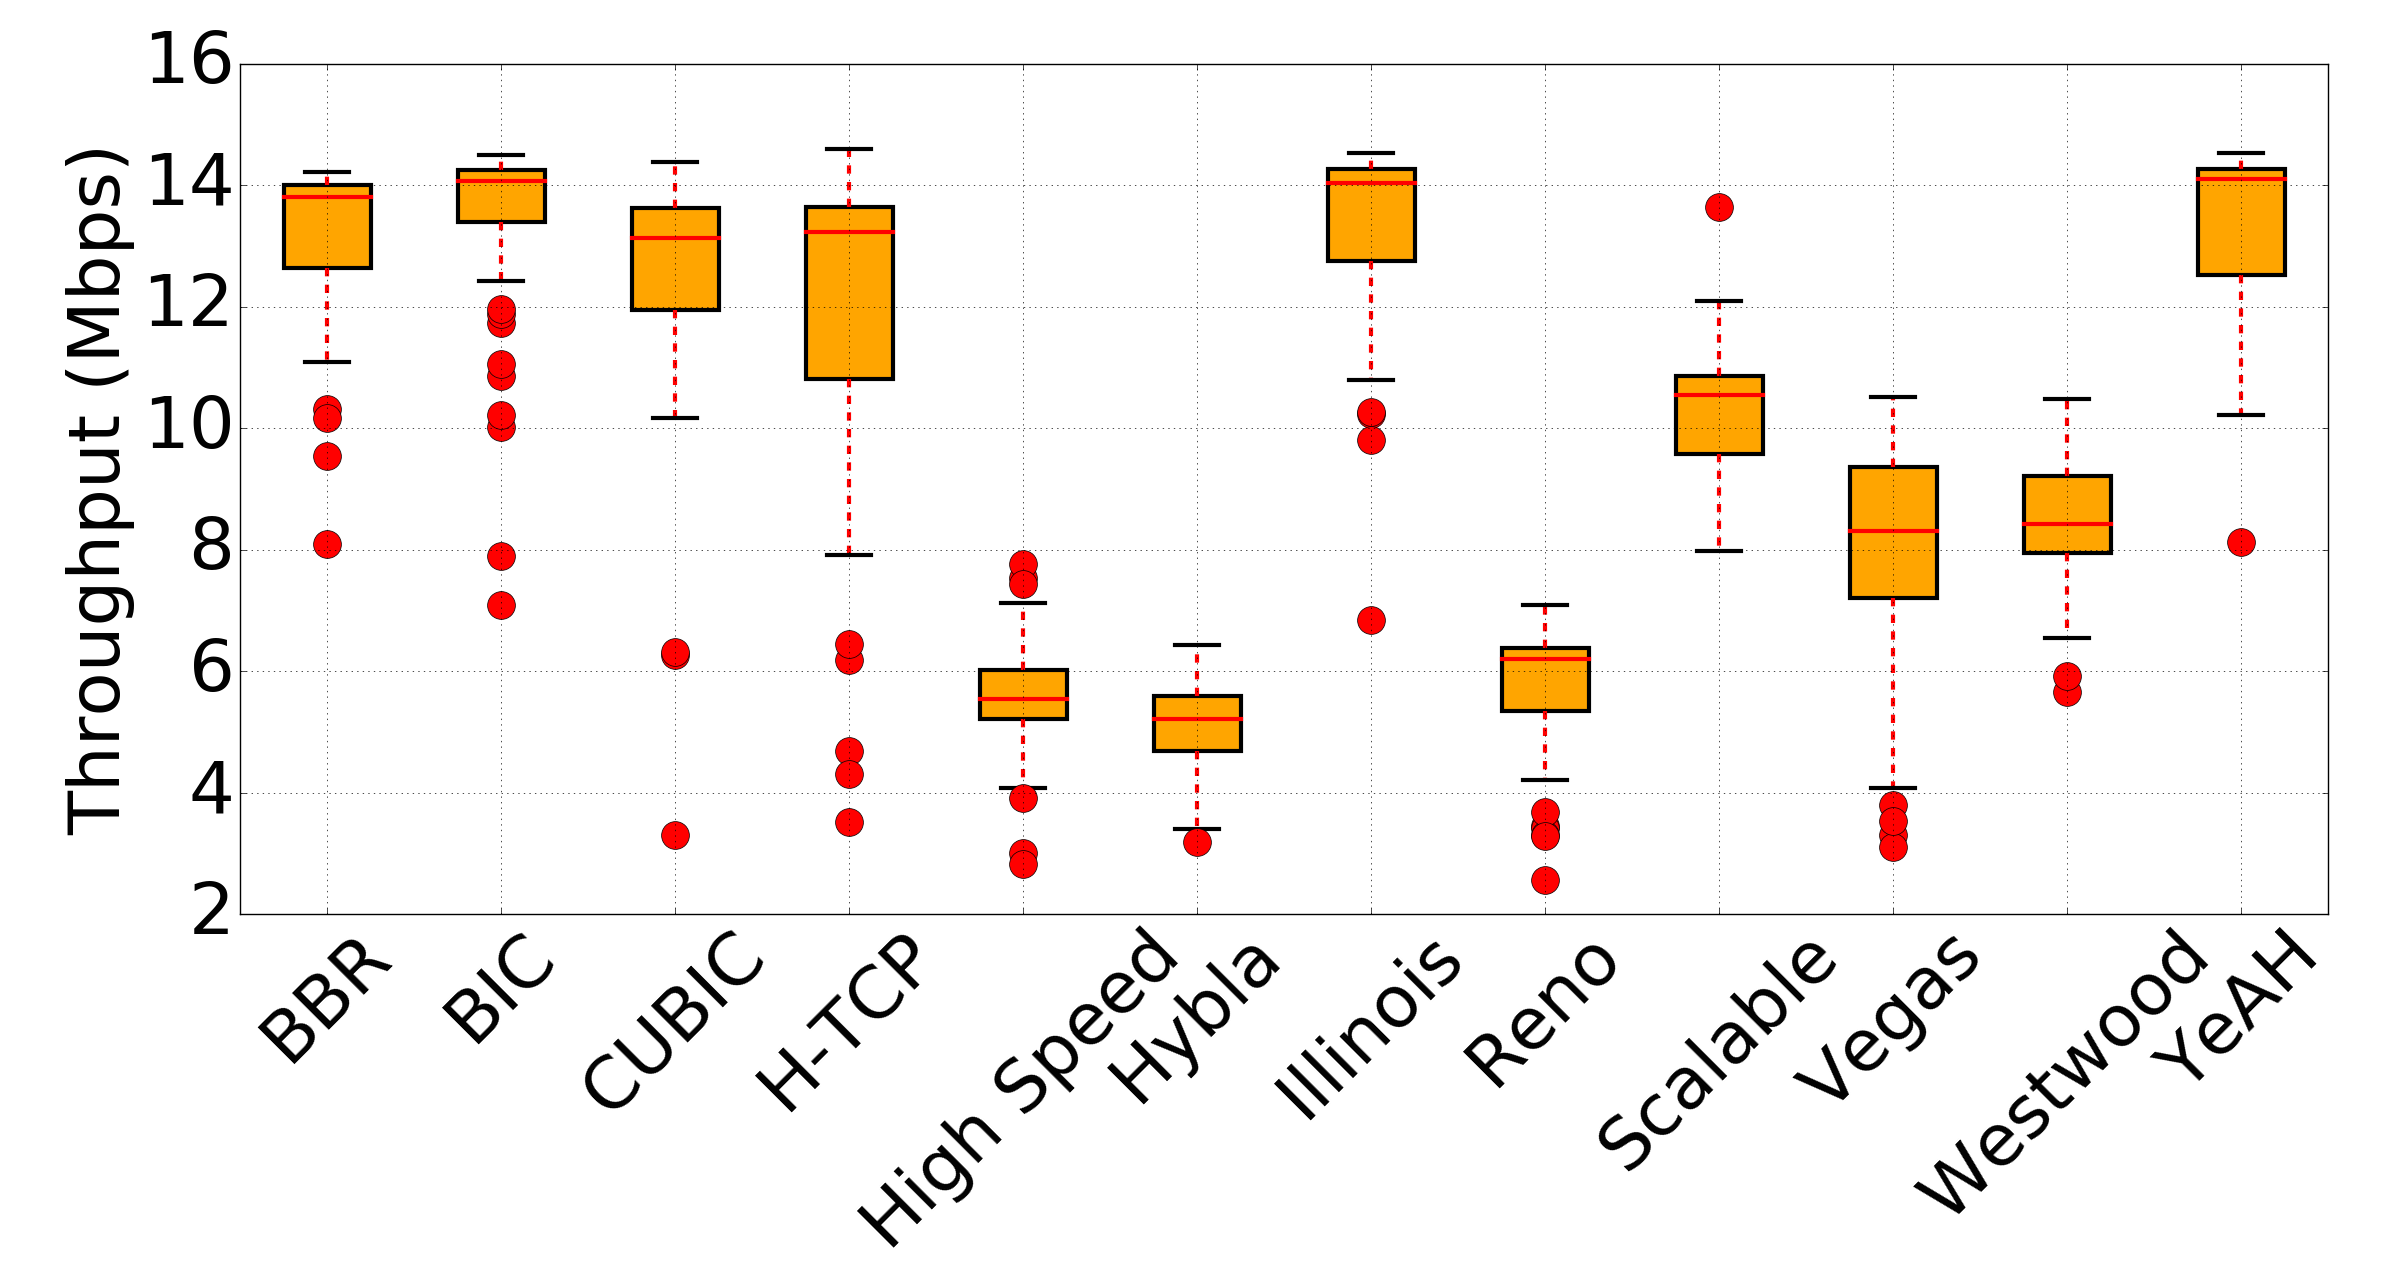 Throughput (Mbps)
16
14
12
10
8
6
4
2
BBR
BIC
CUBIC
H-TCP
High Speed
Hybla
Illinois
Reno
Scalable
Vegas
Westwood
YeAH